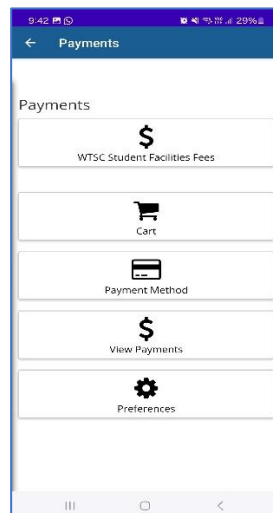 9:42
29%
Payments
Payments
WTSC Student Facilities Fees
Cart
Payment Method
View Payments
Preferences